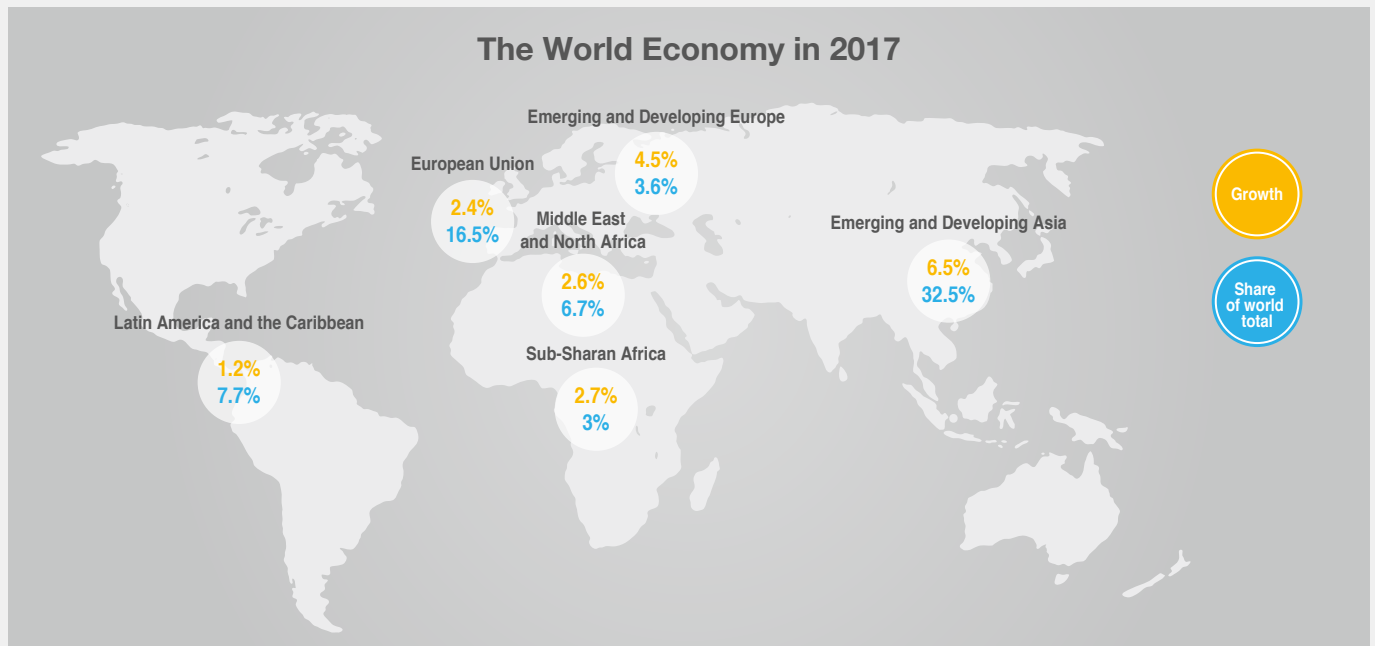 The World Economy in 2017
Emerging and Developing Europe
4.5%
3.6%
European Union
2.4%
16.5%
Middle East
and North Africa
2.6%
6.7%
Emerging and Developing Asia
6.5%
32.5%
Growth
Share
of world
total
Latin America and the Caribbean
1.2%
7.7%
Sub-Sharan Africa
2.7%
3%